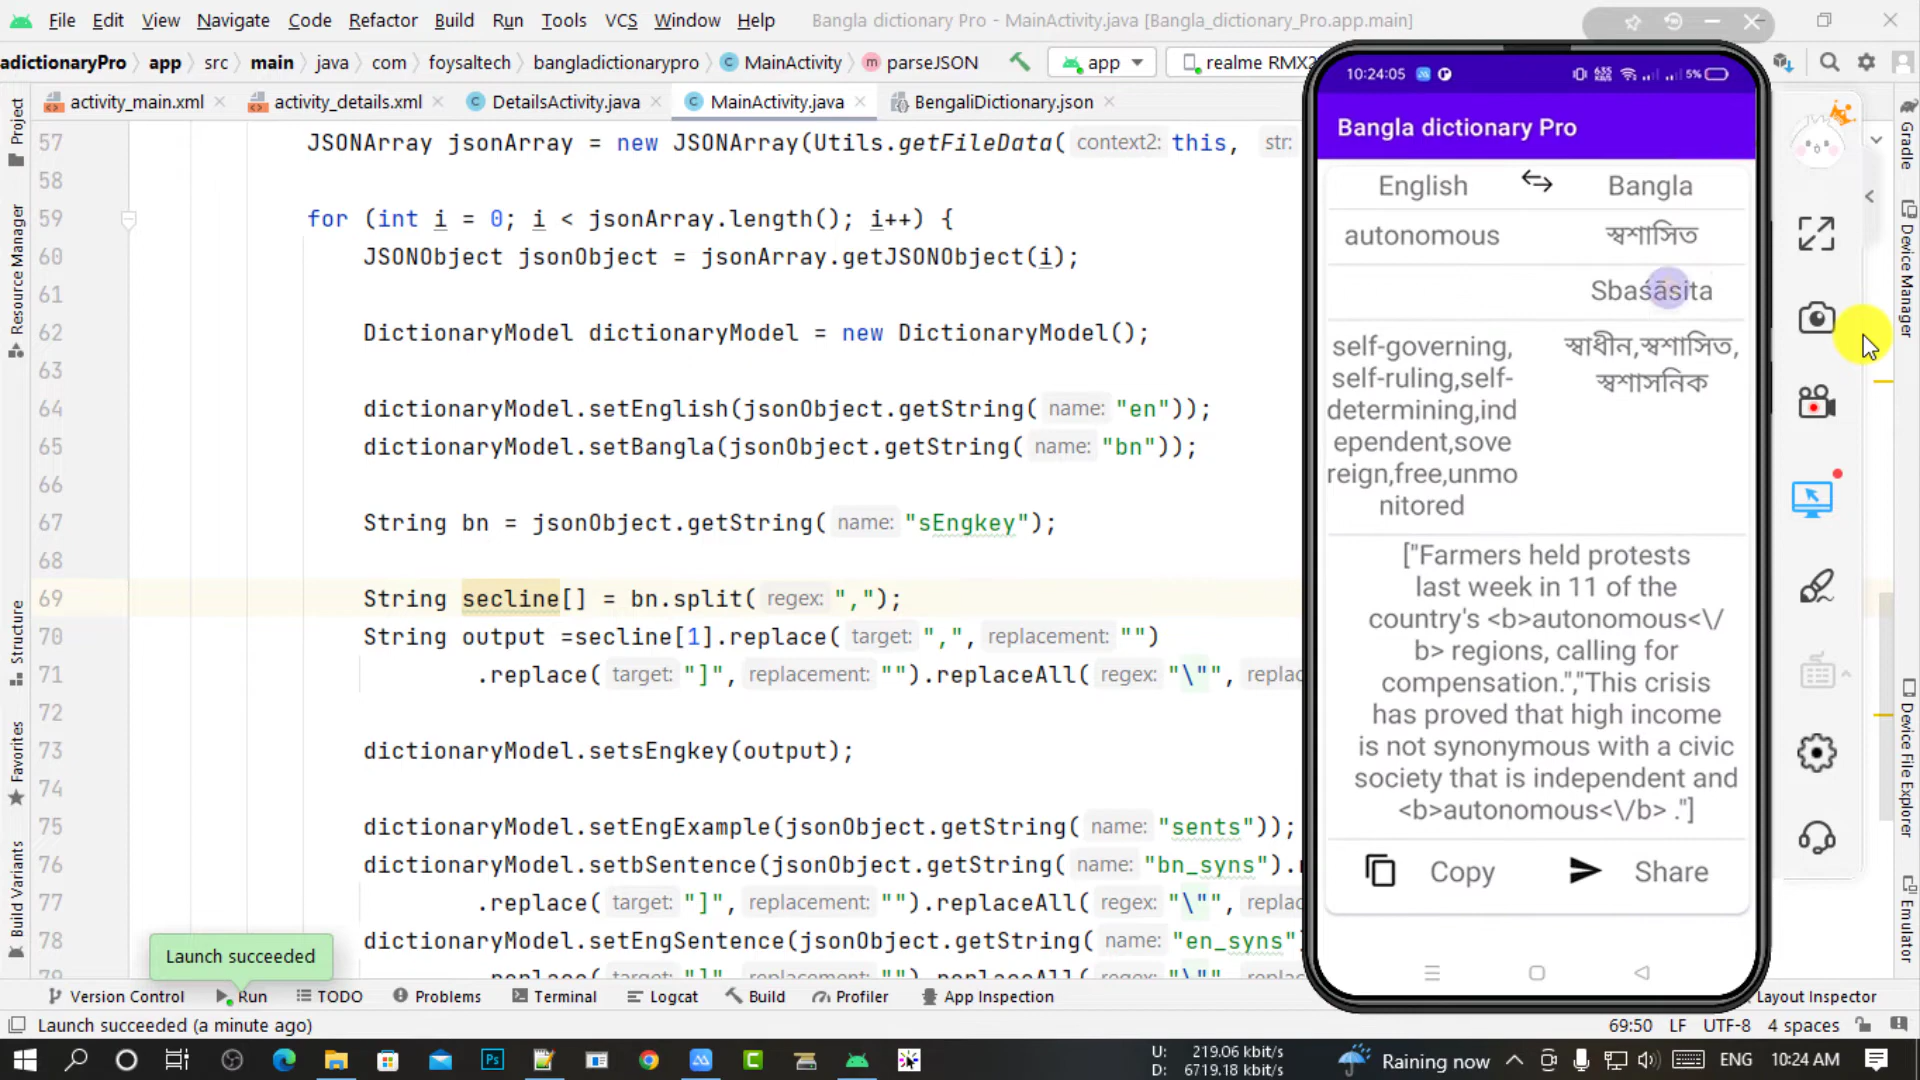 File Edit View Navigate Code Refactor Build Run Tools VCS Window Help Bangla dictionary Pro - MainActivity.java [Bangla_dictionary_Pro.app.main]
adictionaryPro app src main java com foysaltech bangladictionarypro MainActivity parseJSON app realme RMX2
activity_main.xml activity_details.xml DetailsActivity.java MainActivity.java BengaliDictionary.json
57 JSONArray jsonArray = new JSONArray(Utils.getFileData( context2: this, str:
58
59 for (int i = 0; i < jsonArray.length(); i++) {
60 JSONObject jsonObject = jsonArray.getJSONObject(i);
61
62 DictionaryModel dictionaryModel = new DictionaryModel();
63
64 dictionaryModel.setEnglish(jsonObject.getString( name: "en"));
65 dictionaryModel.setBangla(jsonObject.getString( name: "bn"));
66
67 String bn = jsonObject.getString( name: "sEngkey");
68
69 String secline[] = bn.split( regex: ",");
70 String output =secline[1].replace( target: ",", replacement: "")
71 .replace( target: "]", replacement: "").replaceAll( regex: "\"", replac
72
73 dictionaryModel.setsEngkey(output);
74
75 dictionaryModel.setEngExample(jsonObject.getString( name: "sents"));
76 dictionaryModel.setbSentence(jsonObject.getString( name: "bn_syns").
77 .replace( target: "]", replacement: "").replaceAll( regex: "\"", replac
78 dictionaryModel.setEngSentence(jsonObject.getString( name: "en_syns"
10:24:05 5%
Bangla dictionary Pro
English Bangla
autonomous স্বশাসিত
Sbaśāsita
self-governing,
self-ruling,self-
determining,ind
ependent,sove
reign,free,unmo
nitored
স্বাধীন,স্বশাসিত,
স্বশাসনিক
["Farmers held protests
last week in 11 of the
country's <b>autonomous<\/
b> regions, calling for
compensation.","This crisis
has proved that high income
is not synonymous with a civic
society that is independent and
<b>autonomous<\/b> ."]
Copy Share
Project
Resource Manager
Structure
Favorites
Build Variants
Gradle
Device Manager
Device File Explorer
Emulator
Launch succeeded
Version Control Run TODO Problems Terminal Logcat Build Profiler App Inspection Layout Inspector
Launch succeeded (a minute ago) 69:50 LF UTF-8 4 spaces
U: 219.06 kbit/s
D: 6719.18 kbit/s
Raining now ENG 10:24 AM